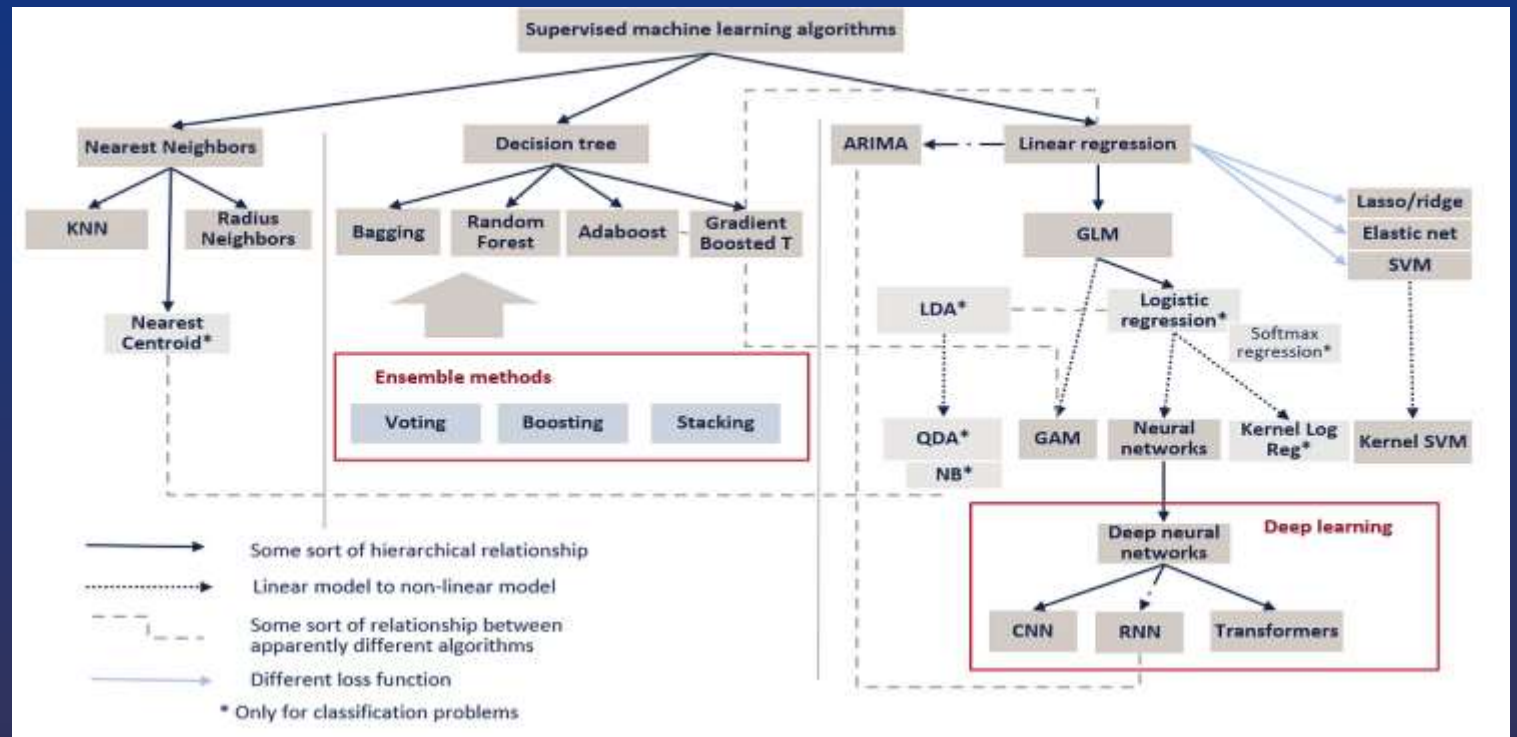 Supervised machine learning algorithms
Nearest Neighbors
Decision tree
ARIMA
Linear regression
KNN
Radius
Neighbors
Bagging
Random
Forest
Adaboost
Gradient
Boosted T
GLM
Lasso/ridge
Elastic net
SVM
Nearest
Centroid*
LDA*
Logistic
regression*
Softmax
regression*
Ensemble methods
Voting
Boosting
Stacking
QDA*
NB*
GAM
Neural
networks
Kernel Log
Reg*
Kernel SVM
Deep learning
Deep neural
networks
CNN
RNN
Transformers
Some sort of hierarchical relationship
Linear model to non-linear model
Some sort of relationship between
apparently different algorithms
Different loss function
* Only for classification problems